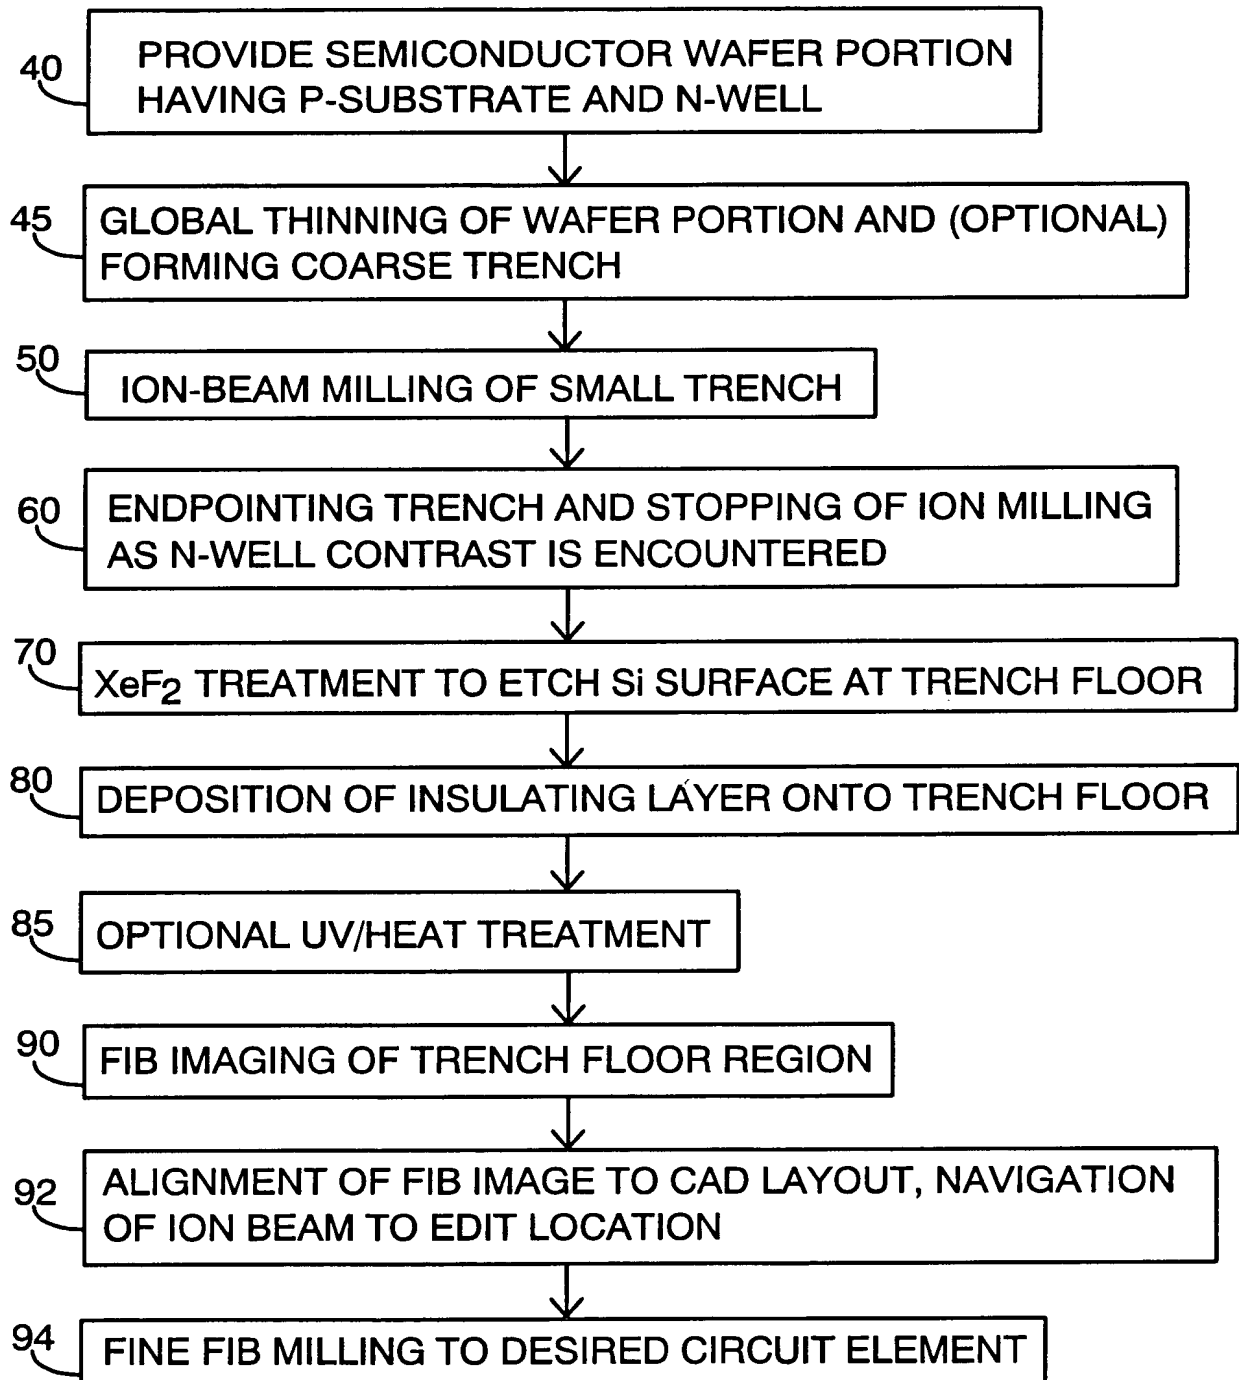 40
PROVIDE SEMICONDUCTOR WAFER PORTION
HAVING P-SUBSTRATE AND N-WELL
45
GLOBAL THINNING OF WAFER PORTION AND (OPTIONAL)
FORMING COARSE TRENCH
50
ION-BEAM MILLING OF SMALL TRENCH
60
ENDPOINTING TRENCH AND STOPPING OF ION MILLING
AS N-WELL CONTRAST IS ENCOUNTERED
70
XeF2 TREATMENT TO ETCH Si SURFACE AT TRENCH FLOOR
80
DEPOSITION OF INSULATING LAYER ONTO TRENCH FLOOR
85
OPTIONAL UV/HEAT TREATMENT
90
FIB IMAGING OF TRENCH FLOOR REGION
92
ALIGNMENT OF FIB IMAGE TO CAD LAYOUT, NAVIGATION
OF ION BEAM TO EDIT LOCATION
94
FINE FIB MILLING TO DESIRED CIRCUIT ELEMENT